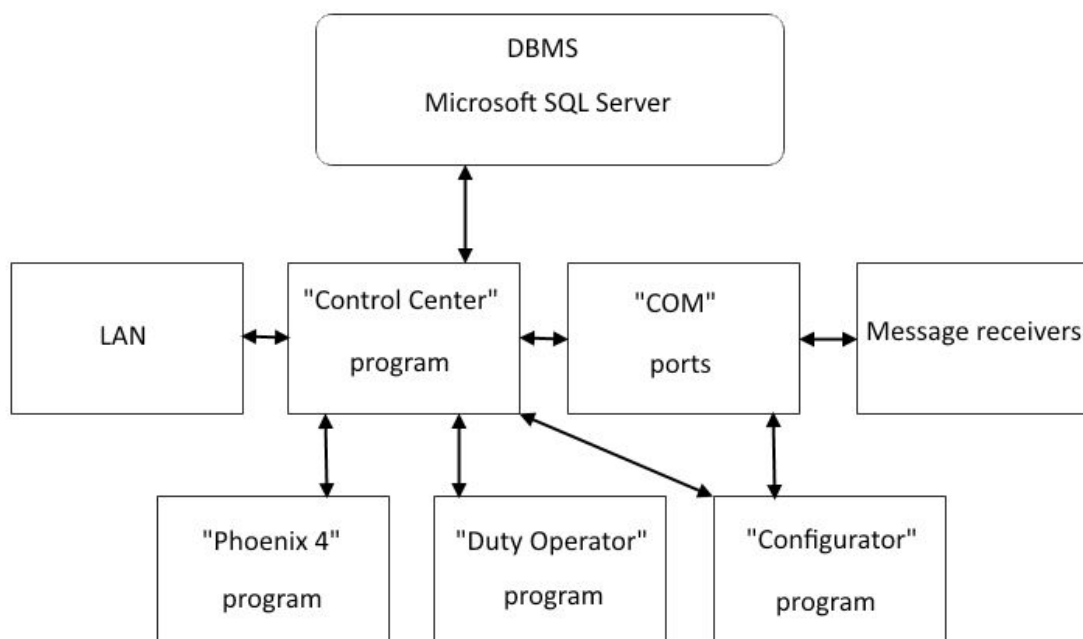 DBMS
Microsoft SQL Server
LAN
"Control Center"
program
"COM"
ports
Message receivers
"Phoenix 4"
program
"Duty Operator"
program
"Configurator"
program